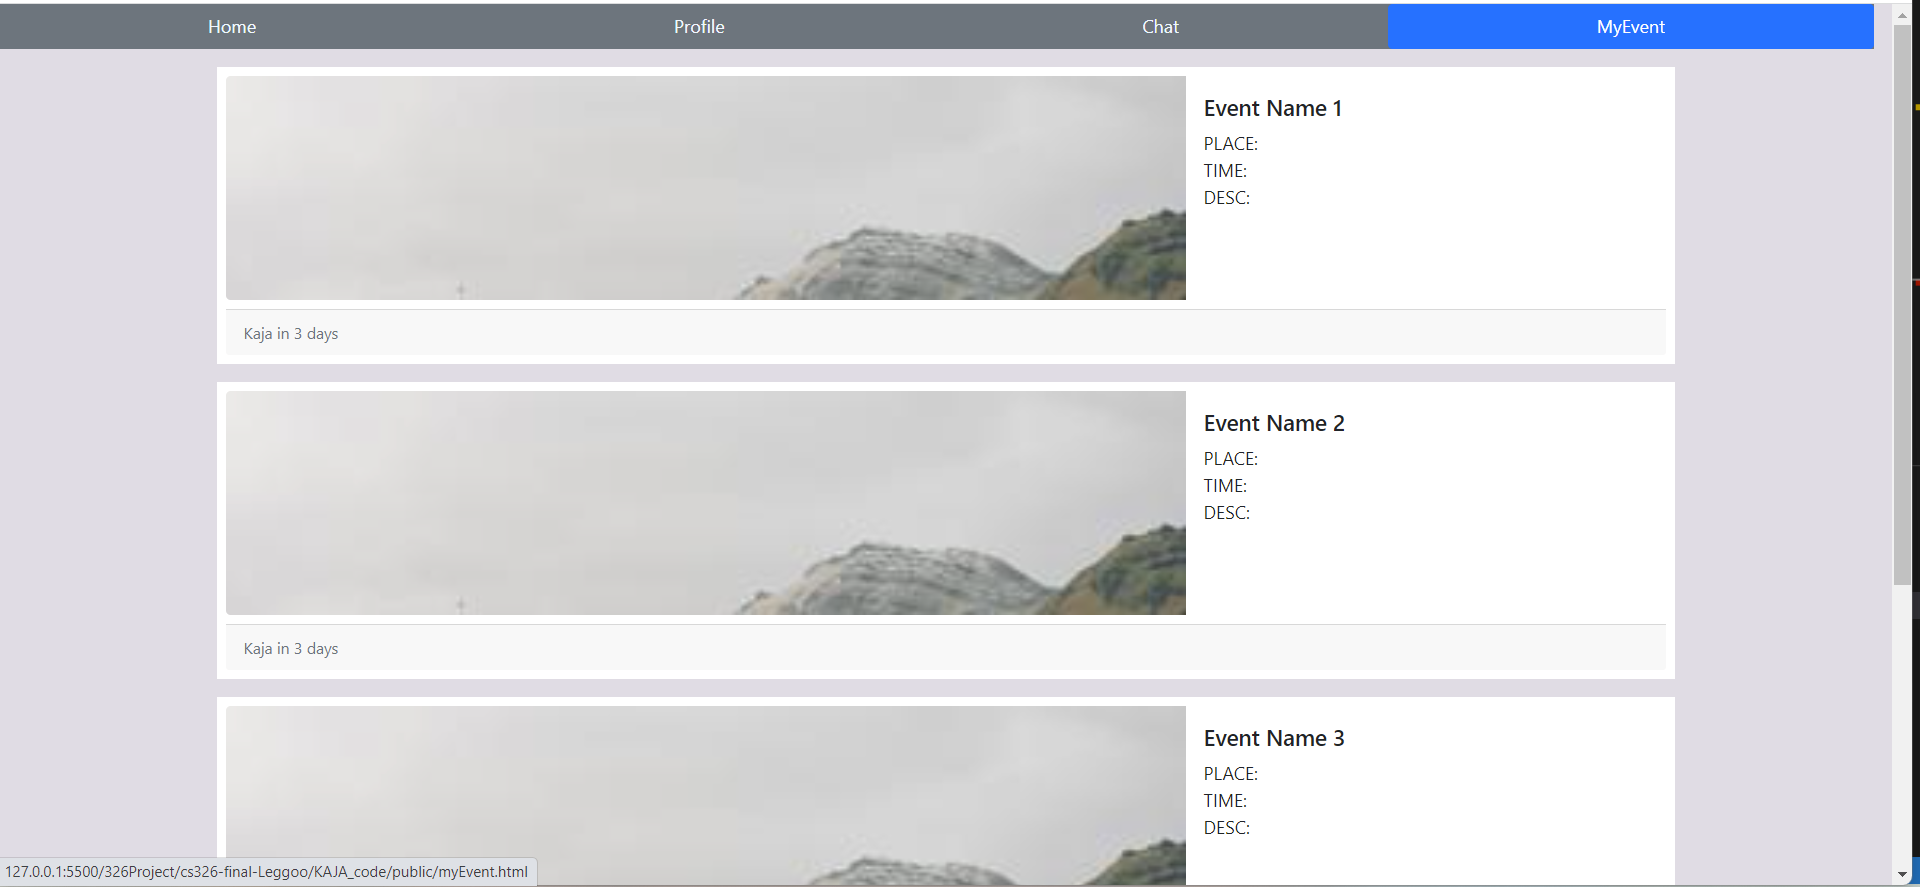 Home Profile Chat MyEvent
Event Name 1
PLACE:
TIME:
DESC:
Kaja in 3 days
Event Name 2
PLACE:
TIME:
DESC:
Kaja in 3 days
Event Name 3
PLACE:
TIME:
DESC:
127.0.0.1:5500/326Project/cs326-final-Leggoo/KAJA_code/public/myEvent.html